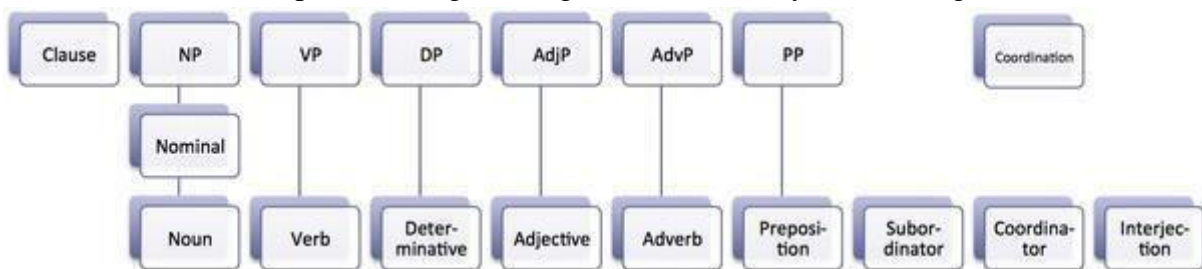 Clause NP VP DP AdjP AdvP PP Coordination
Nominal
Noun Verb Deter-
minative Adjective Adverb Preposi-
tion Subor-
dinator Coordina-
tor Interjec-
tion